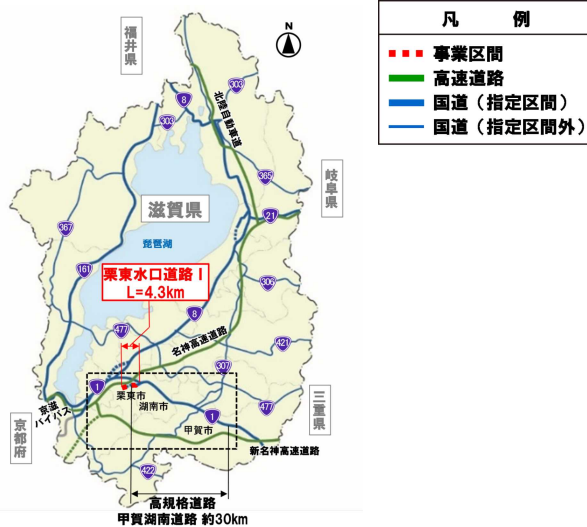 凡 例
事業区間
高速道路
国道（指定区間）
国道（指定区間外）
N
福井県
8
303
北陸自動車道
303
365
岐阜県
滋賀県
21
367
琵琶湖
161
栗東水口道路Ⅰ
L=4.3km
306
8
477
名神高速道路
421
307
1
栗東市
湖南市
京滋
バイパス
477
三重県
1
甲賀市
京都府
新名神高速道路
422
高規格道路
甲賀湖南道路 約30km